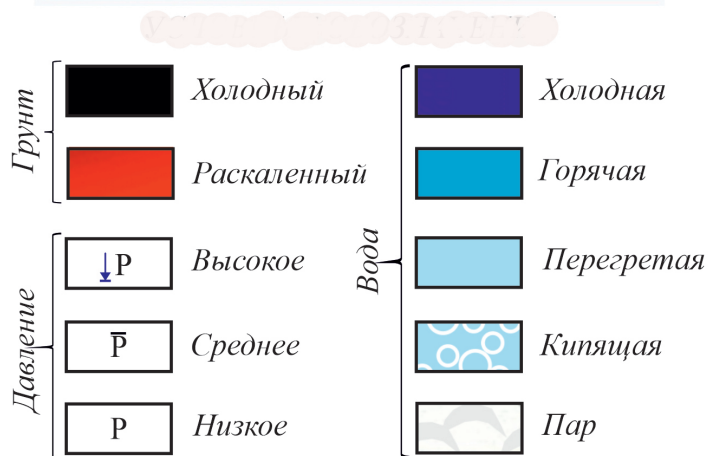 Грунт
Холодный
Раскаленный
Давление
P Высокое
P̅ Среднее
P Низкое
Вода
Холодная
Горячая
Перегретая
Кипящая
Пар